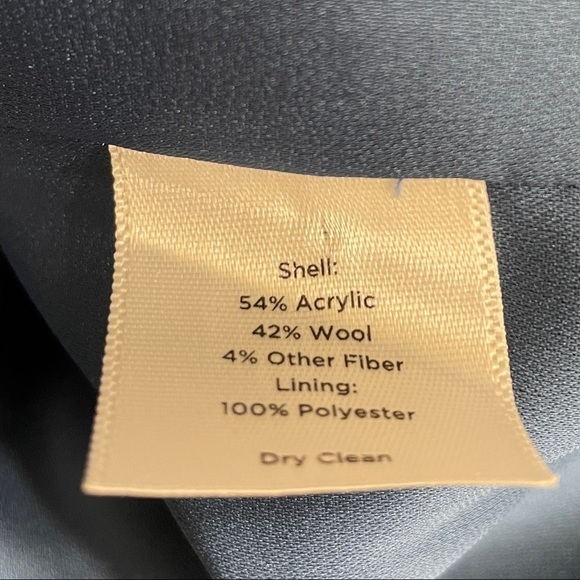 Shell:
54% Acrylic
42% Wool
4% Other Fiber
Lining:
100% Polyester
Dry Clean